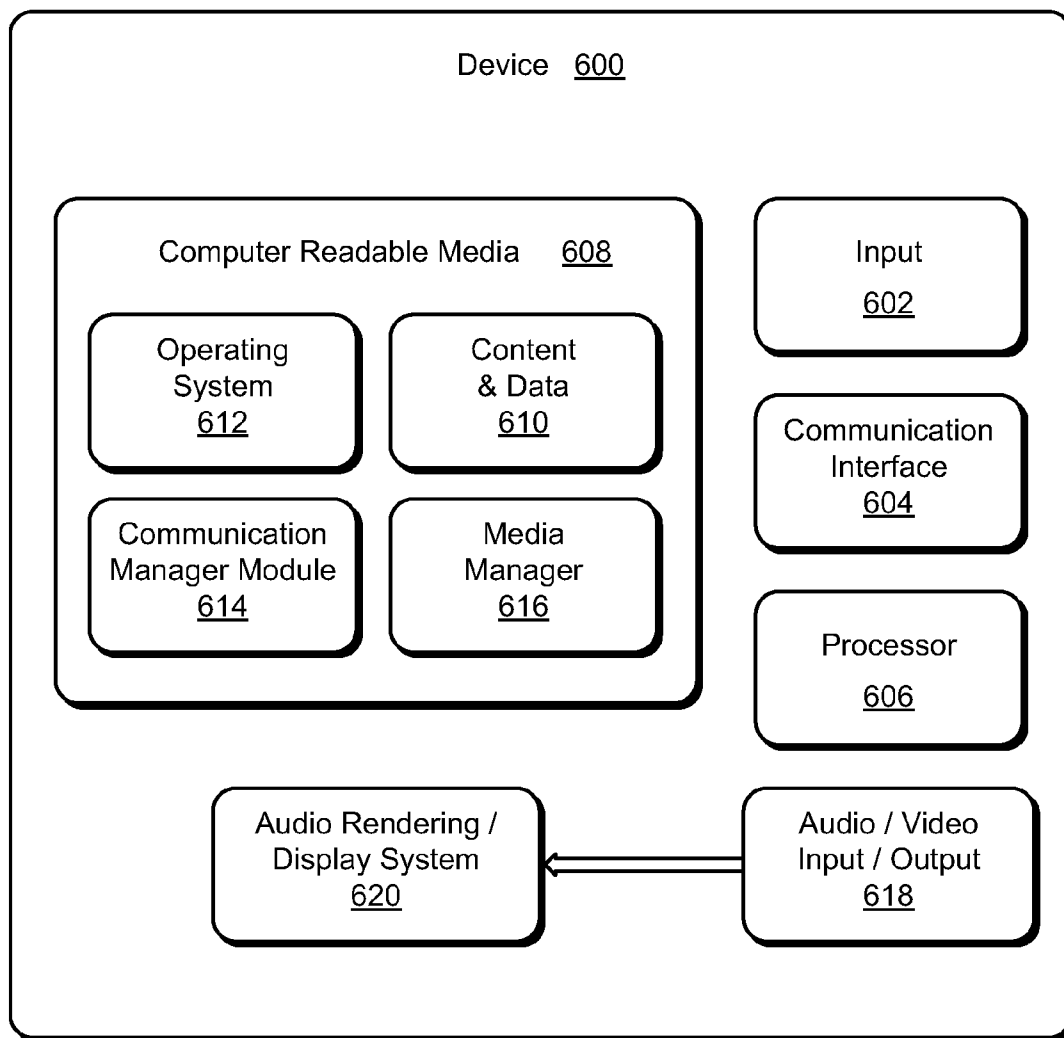 Device 600
Computer Readable Media 608
Operating
System
612
Content
& Data
610
Communication
Manager Module
614
Media
Manager
616
Input
602
Communication
Interface
604
Processor
606
Audio Rendering /
Display System
620
Audio / Video
Input / Output
618